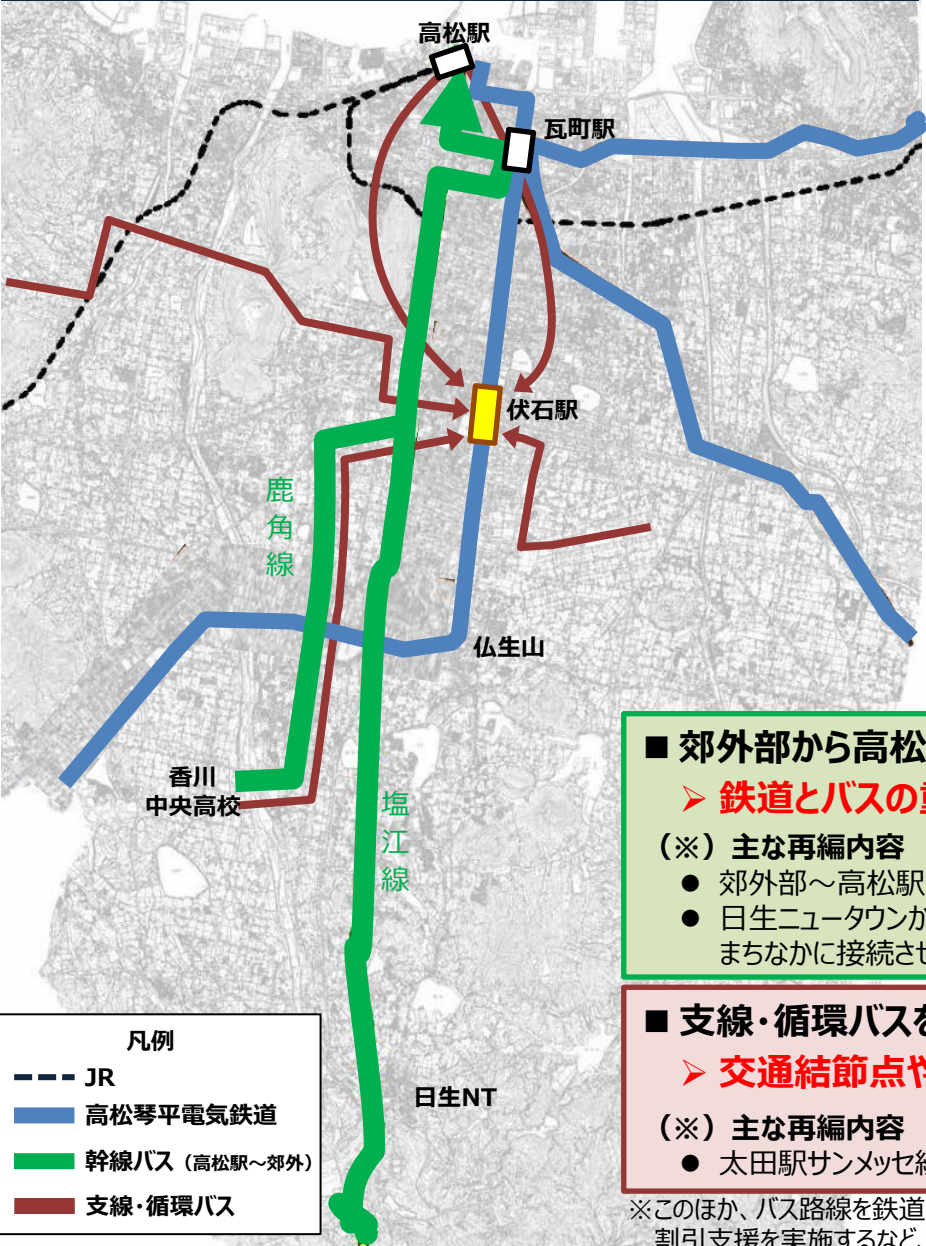 高松駅
瓦町駅
伏石駅
鹿角線
仏生山
香川
中央高校
塩江線
日生NT
凡例
JR
高松琴平電気鉄道
幹線バス（高松駅～郊外）
支線・循環バス
■ 郊外部から高松
➢ 鉄道とバスの
（※）主な再編内容
● 郊外部～高松駅
● 日生ニュータウンか
まちなかに接続させ
■ 支線・循環バスを
➢ 交通結節点や
（※）主な再編内容
● 太田駅サンメッセ
※このほか、バス路線を鉄道
割引支援を実施するなど、